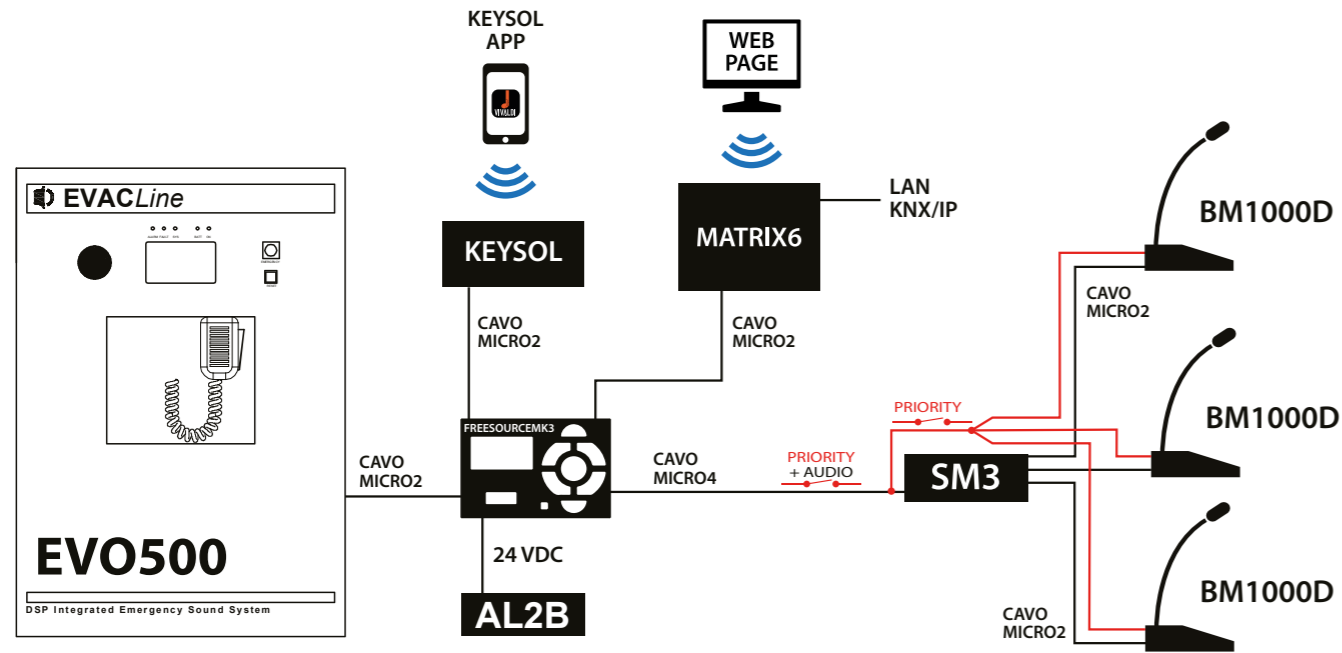 KEYSOL
APP
VIVALDI
WEB
PAGE
EVACLine
KEYSOL
MATRIX6
LAN
KNX/IP
BM1000D
CAVO
MICRO2
CAVO
MICRO2
CAVO
MICRO2
FREESOURCEMK3
PRIORITY
BM1000D
CAVO
MICRO2
CAVO
MICRO4
PRIORITY
+ AUDIO
SM3
EVO500
24 VDC
DSP Integrated Emergency Sound System
AL2B
BM1000D
CAVO
MICRO2